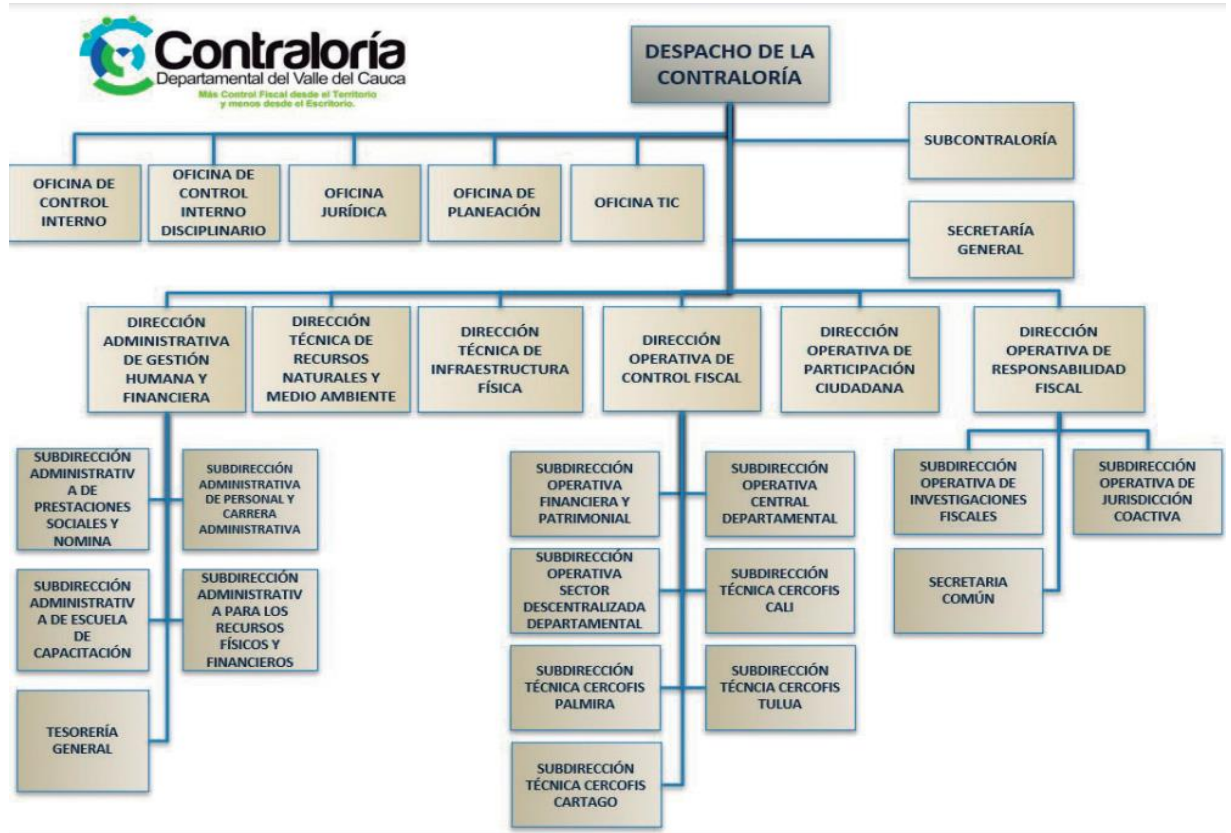 Contraloría
Departamental del Valle del Cauca
Más Control Fiscal desde el Territorio
y menos desde el Escritorio.
DESPACHO DE LA
CONTRALORÍA
SUBCONTRALORÍA
OFICINA DE
CONTROL
INTERNO
OFICINA DE
CONTROL
INTERNO
DISCIPLINARIO
OFICINA
JURÍDICA
OFICINA DE
PLANEACIÓN
OFICINA TIC
SECRETARÍA
GENERAL
DIRECCIÓN
ADMINISTRATIVA
DE GESTIÓN
HUMANA Y
FINANCIERA
DIRECCIÓN
TÉCNICA DE
RECURSOS
NATURALES Y
MEDIO AMBIENTE
DIRECCIÓN
TÉCNICA DE
INFRAESTRUCTURA
FÍSICA
DIRECCIÓN
OPERATIVA DE
CONTROL FISCAL
DIRECCIÓN
OPERATIVA DE
PARTICIPACIÓN
CIUDADANA
DIRECCIÓN
OPERATIVA DE
RESPONSABILIDAD
FISCAL
SUBDIRECCIÓN
ADMINISTRATIV
A DE
PRESTACIONES
SOCIALES Y
NOMINA
SUBDIRECCIÓN
ADMINISTRATIVA
DE PERSONAL Y
CARRERA
ADMINISTRATIVA
SUBDIRECCIÓN
OPERATIVA
FINANCIERA Y
PATRIMONIAL
SUBDIRECCIÓN
OPERATIVA
CENTRAL
DEPARTAMENTAL
SUBDIRECCIÓN
OPERATIVA DE
INVESTIGACIONES
FISCALES
SUBDIRECCIÓN
OPERATIVA DE
JURISDICCIÓN
COACTIVA
SUBDIRECCIÓN
ADMINISTRATIV
A DE ESCUELA
DE
CAPACITACIÓN
SUBDIRECCIÓN
ADMINISTRATIV
A PARA LOS
RECURSOS
FÍSICOS Y
FINANCIEROS
SUBDIRECCIÓN
OPERATIVA
SECTOR
DESCENTRALIZADA
DEPARTAMENTAL
SUBDIRECCIÓN
TÉCNICA CERCOFIS
CALI
SECRETARIA
COMÚN
TESORERÍA
GENERAL
SUBDIRECCIÓN
TÉCNICA CERCOFIS
PALMIRA
SUBDIRECCIÓN
TÉCNCIA CERCOFIS
TULUA
SUBDIRECCIÓN
TÉCNICA CERCOFIS
CARTAGO